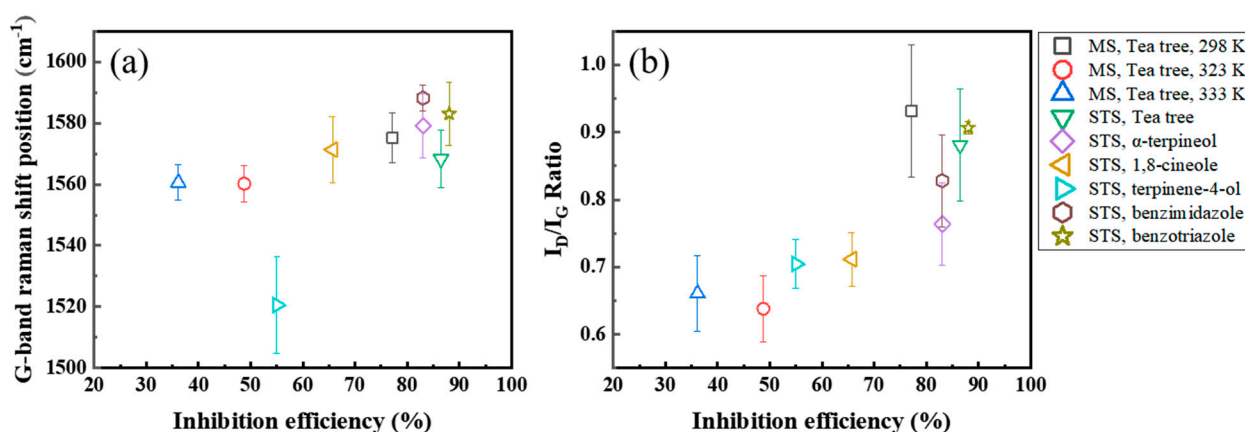 (a)
G-band raman shift position (cm⁻¹)
1600
1580
1560
1540
1520
1500
20 30 40 50 60 70 80 90 100
Inhibition efficiency (%)
(b)
I_D/I_G Ratio
1.0
0.9
0.8
0.7
0.6
20 30 40 50 60 70 80 90 100
Inhibition efficiency (%)
MS, Tea tree, 298 K
MS, Tea tree, 323 K
MS, Tea tree, 333 K
STS, Tea tree
STS, α-terpineol
STS, 1,8-cineole
STS, terpinene-4-ol
STS, benzimidazole
STS, benzotriazole